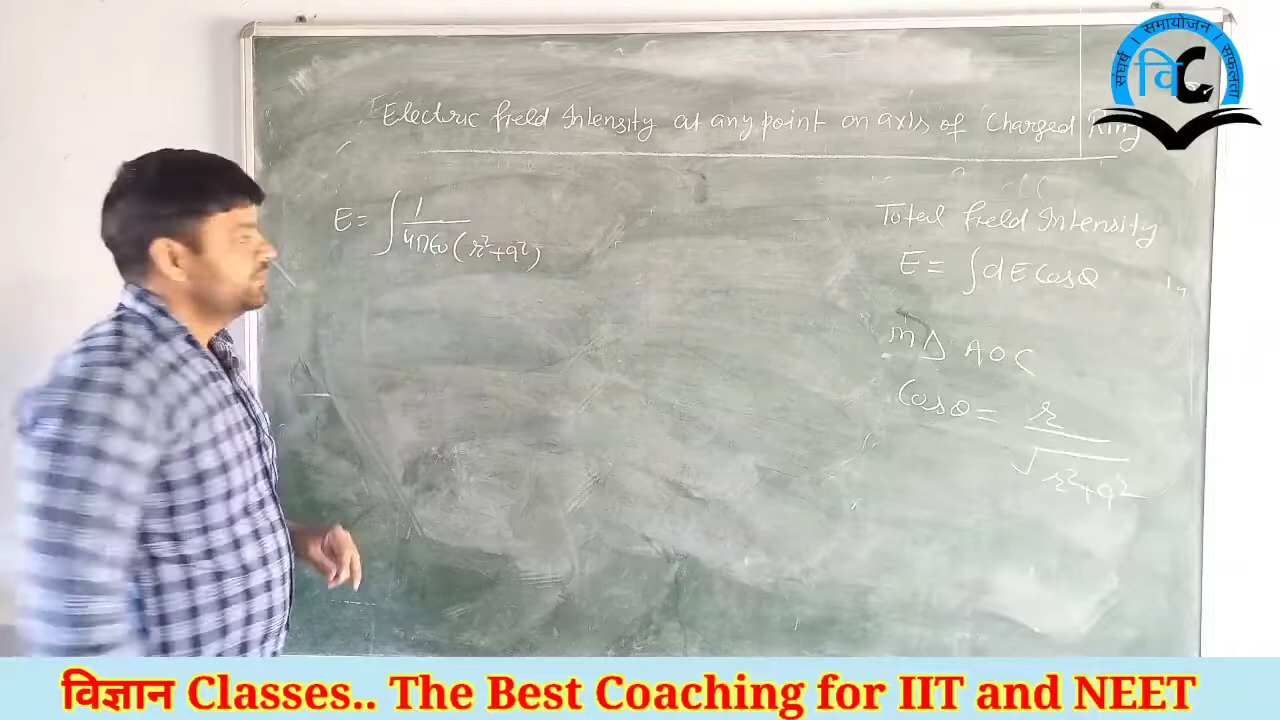 संघर्ष । समायोजन । सफलता
वि C
Electric field Intensity at any point on axis of Charged Ring
E = ∫ 1 / 4πε₀ (r²+a²)
Total field Intensity
E = ∫ dE Cosθ
in Δ AOC
Cosθ = r / √r²+a²
विज्ञान Classes.. The Best Coaching for IIT and NEET